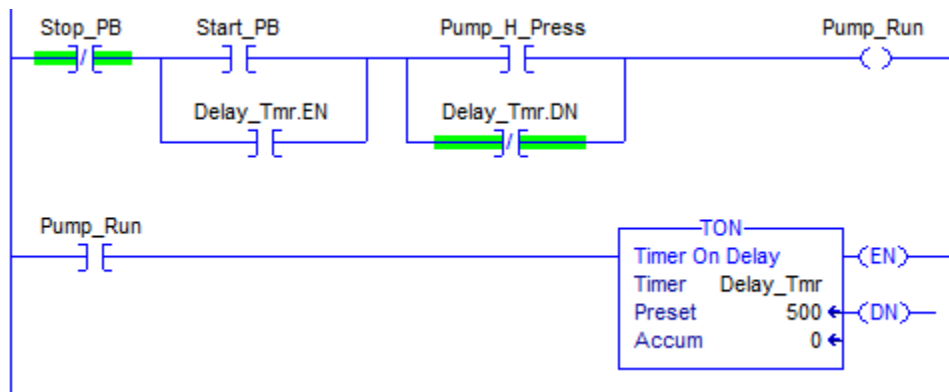 Stop_PB Start_PB Pump_H_Press Pump_Run
Delay_Tmr.EN Delay_Tmr.DN
Pump_Run
TON
Timer On Delay
Timer Delay_Tmr
Preset 500
Accum 0
EN
DN